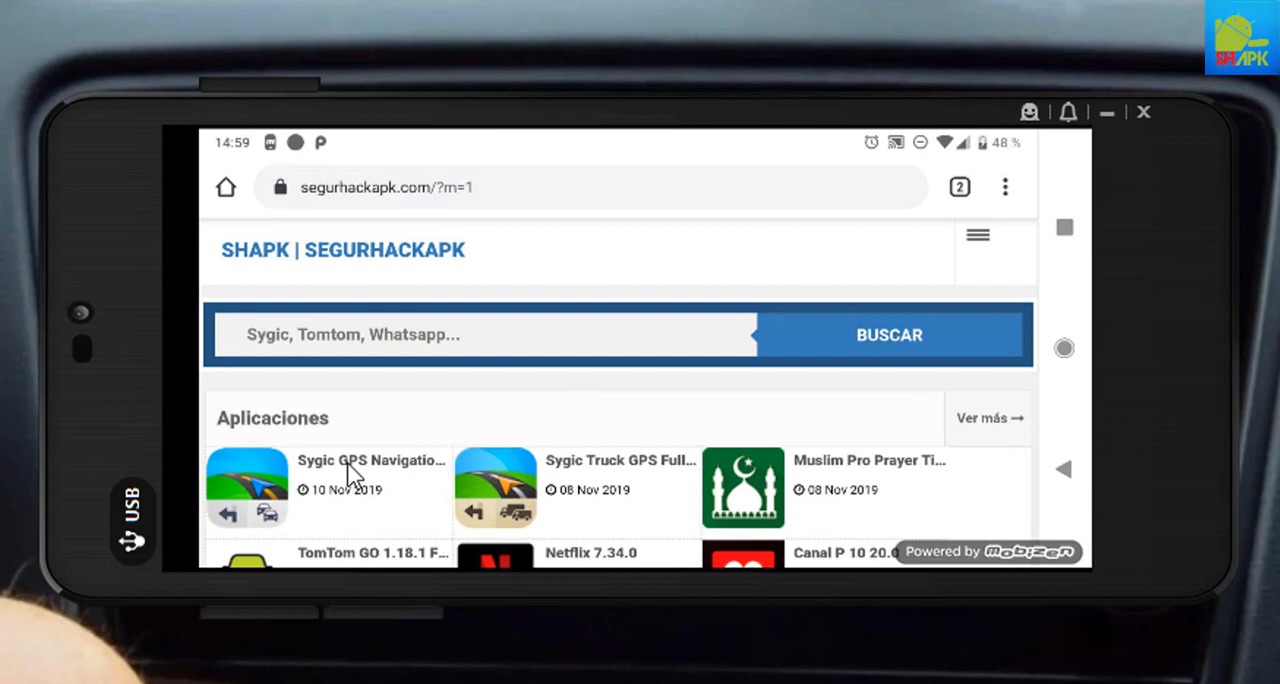 SHAPK
14:59 P 48 %
segurhackapk.com/?m=1
2
SHAPK | SEGURHACKAPK
Sygic, Tomtom, Whatsapp...
BUSCAR
Aplicaciones
Ver más →
Sygic GPS Navigatio...
10 Nov 2019
Sygic Truck GPS Full...
08 Nov 2019
Muslim Pro Prayer Ti...
08 Nov 2019
TomTom GO 1.18.1 F...
Netflix 7.34.0
Canal P 10 20.0
Powered by mobizen
USB